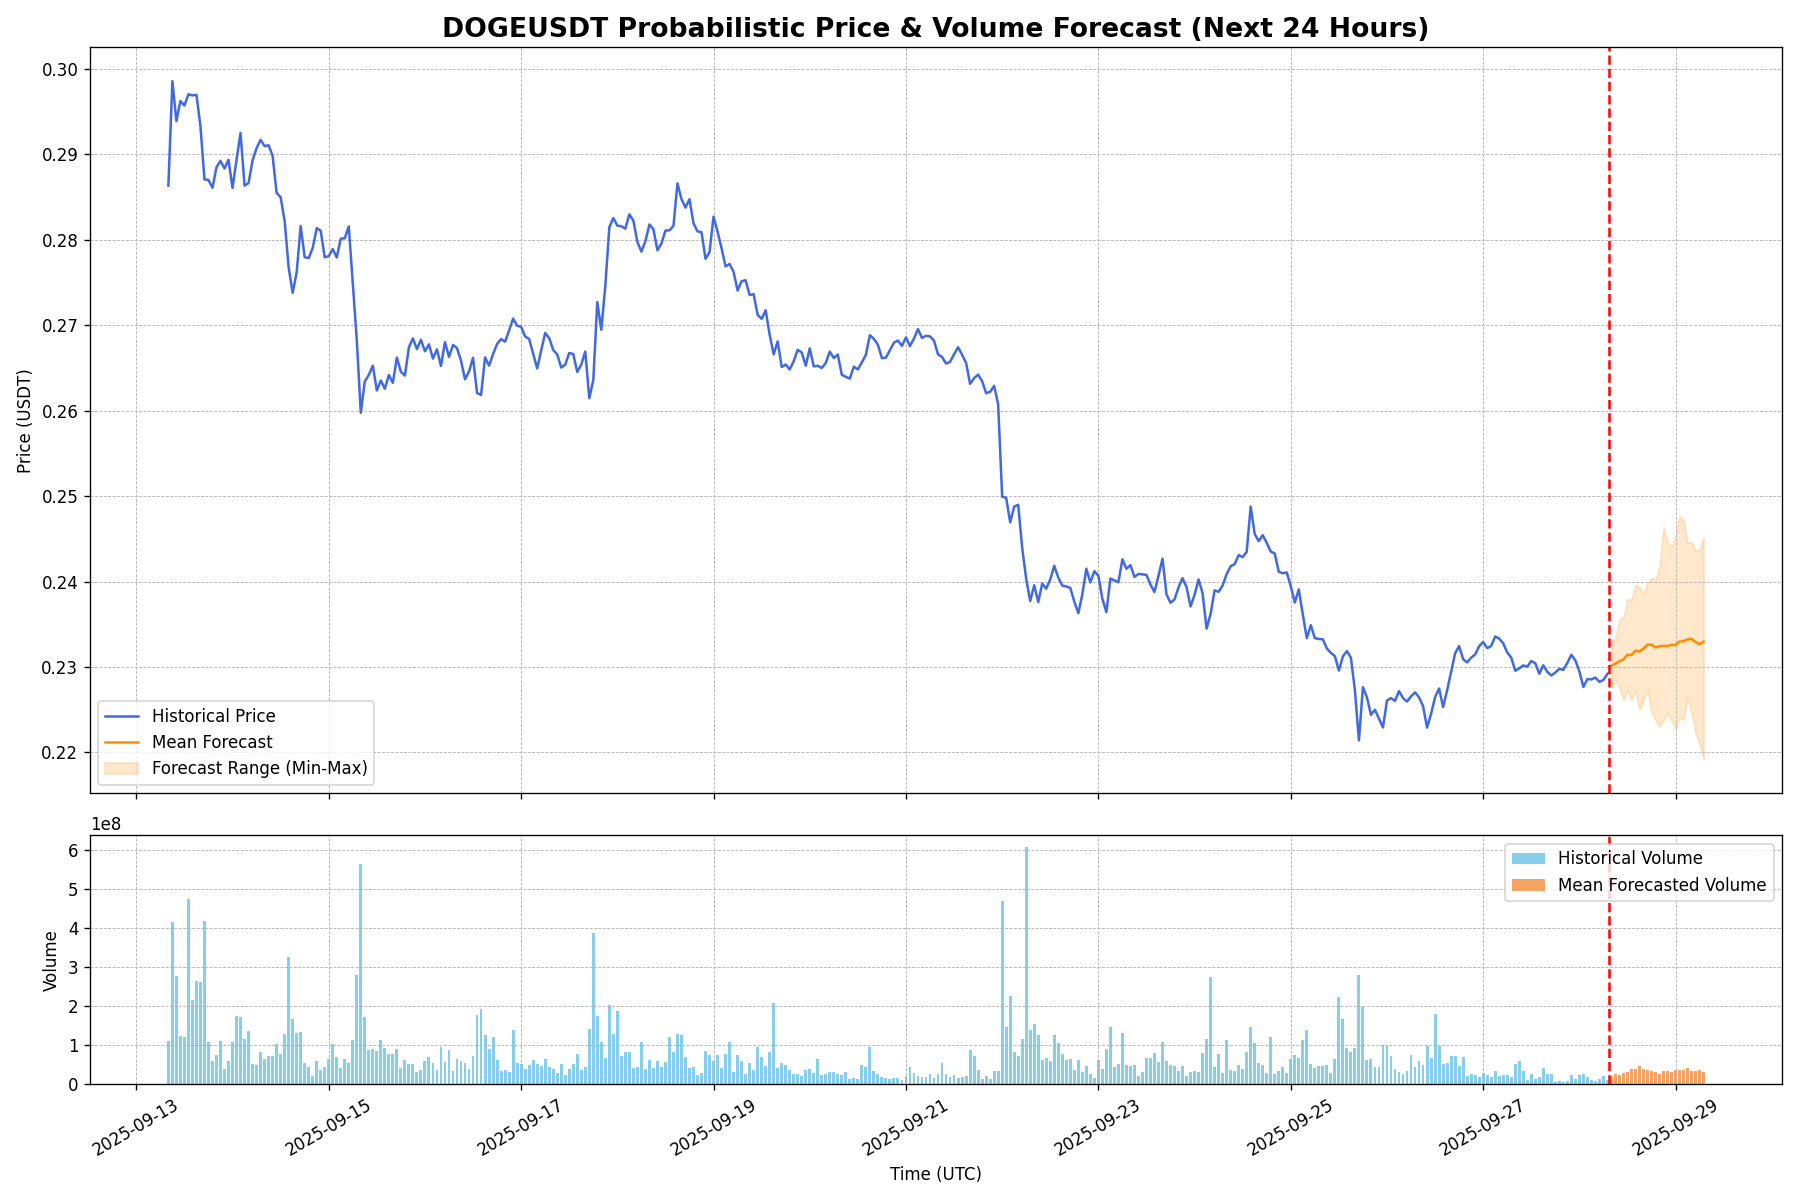 DOGEUSDT Probabilistic Price & Volume Forecast (Next 24 Hours)
Price (USDT)
0.30
0.29
0.28
0.27
0.26
0.25
0.24
0.23
0.22
Historical Price
Mean Forecast
Forecast Range (Min-Max)
1e8
Volume
6
5
4
3
2
1
0
Historical Volume
Mean Forecasted Volume
2025-09-13
2025-09-15
2025-09-17
2025-09-19
2025-09-21
2025-09-23
2025-09-25
2025-09-27
2025-09-29
Time (UTC)